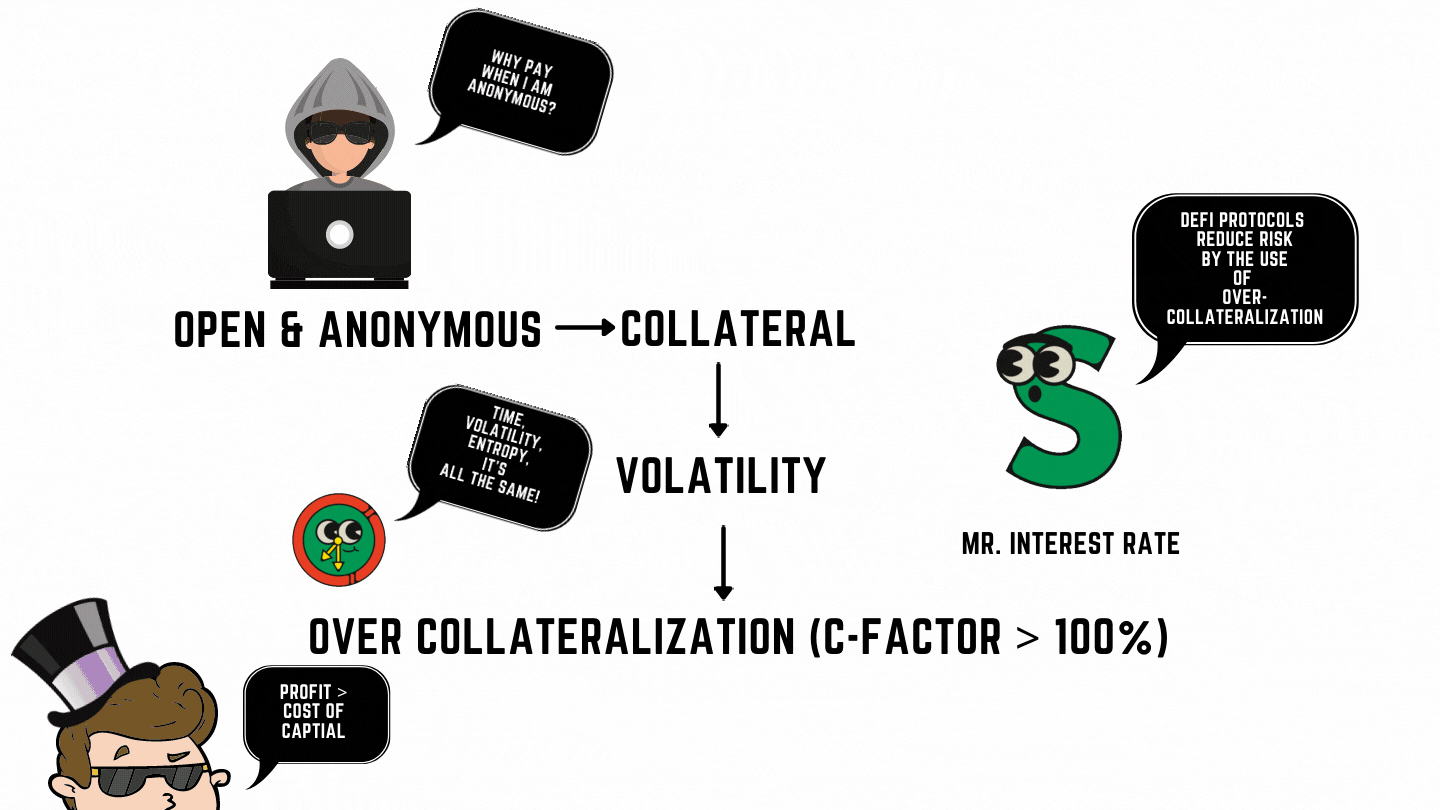 WHY PAY
WHEN I AM
ANONYMOUS?
DEFI PROTOCOLS
REDUCE RISK
BY THE USE
OF
OVER-
COLLATERALIZATION
OPEN & ANONYMOUS
COLLATERAL
TIME,
VOLATILITY,
ENTROPY,
IT'S
ALL THE SAME!
VOLATILITY
MR. INTEREST RATE
OVER COLLATERALIZATION (C-FACTOR > 100%)
PROFIT >
COST OF
CAPTIAL